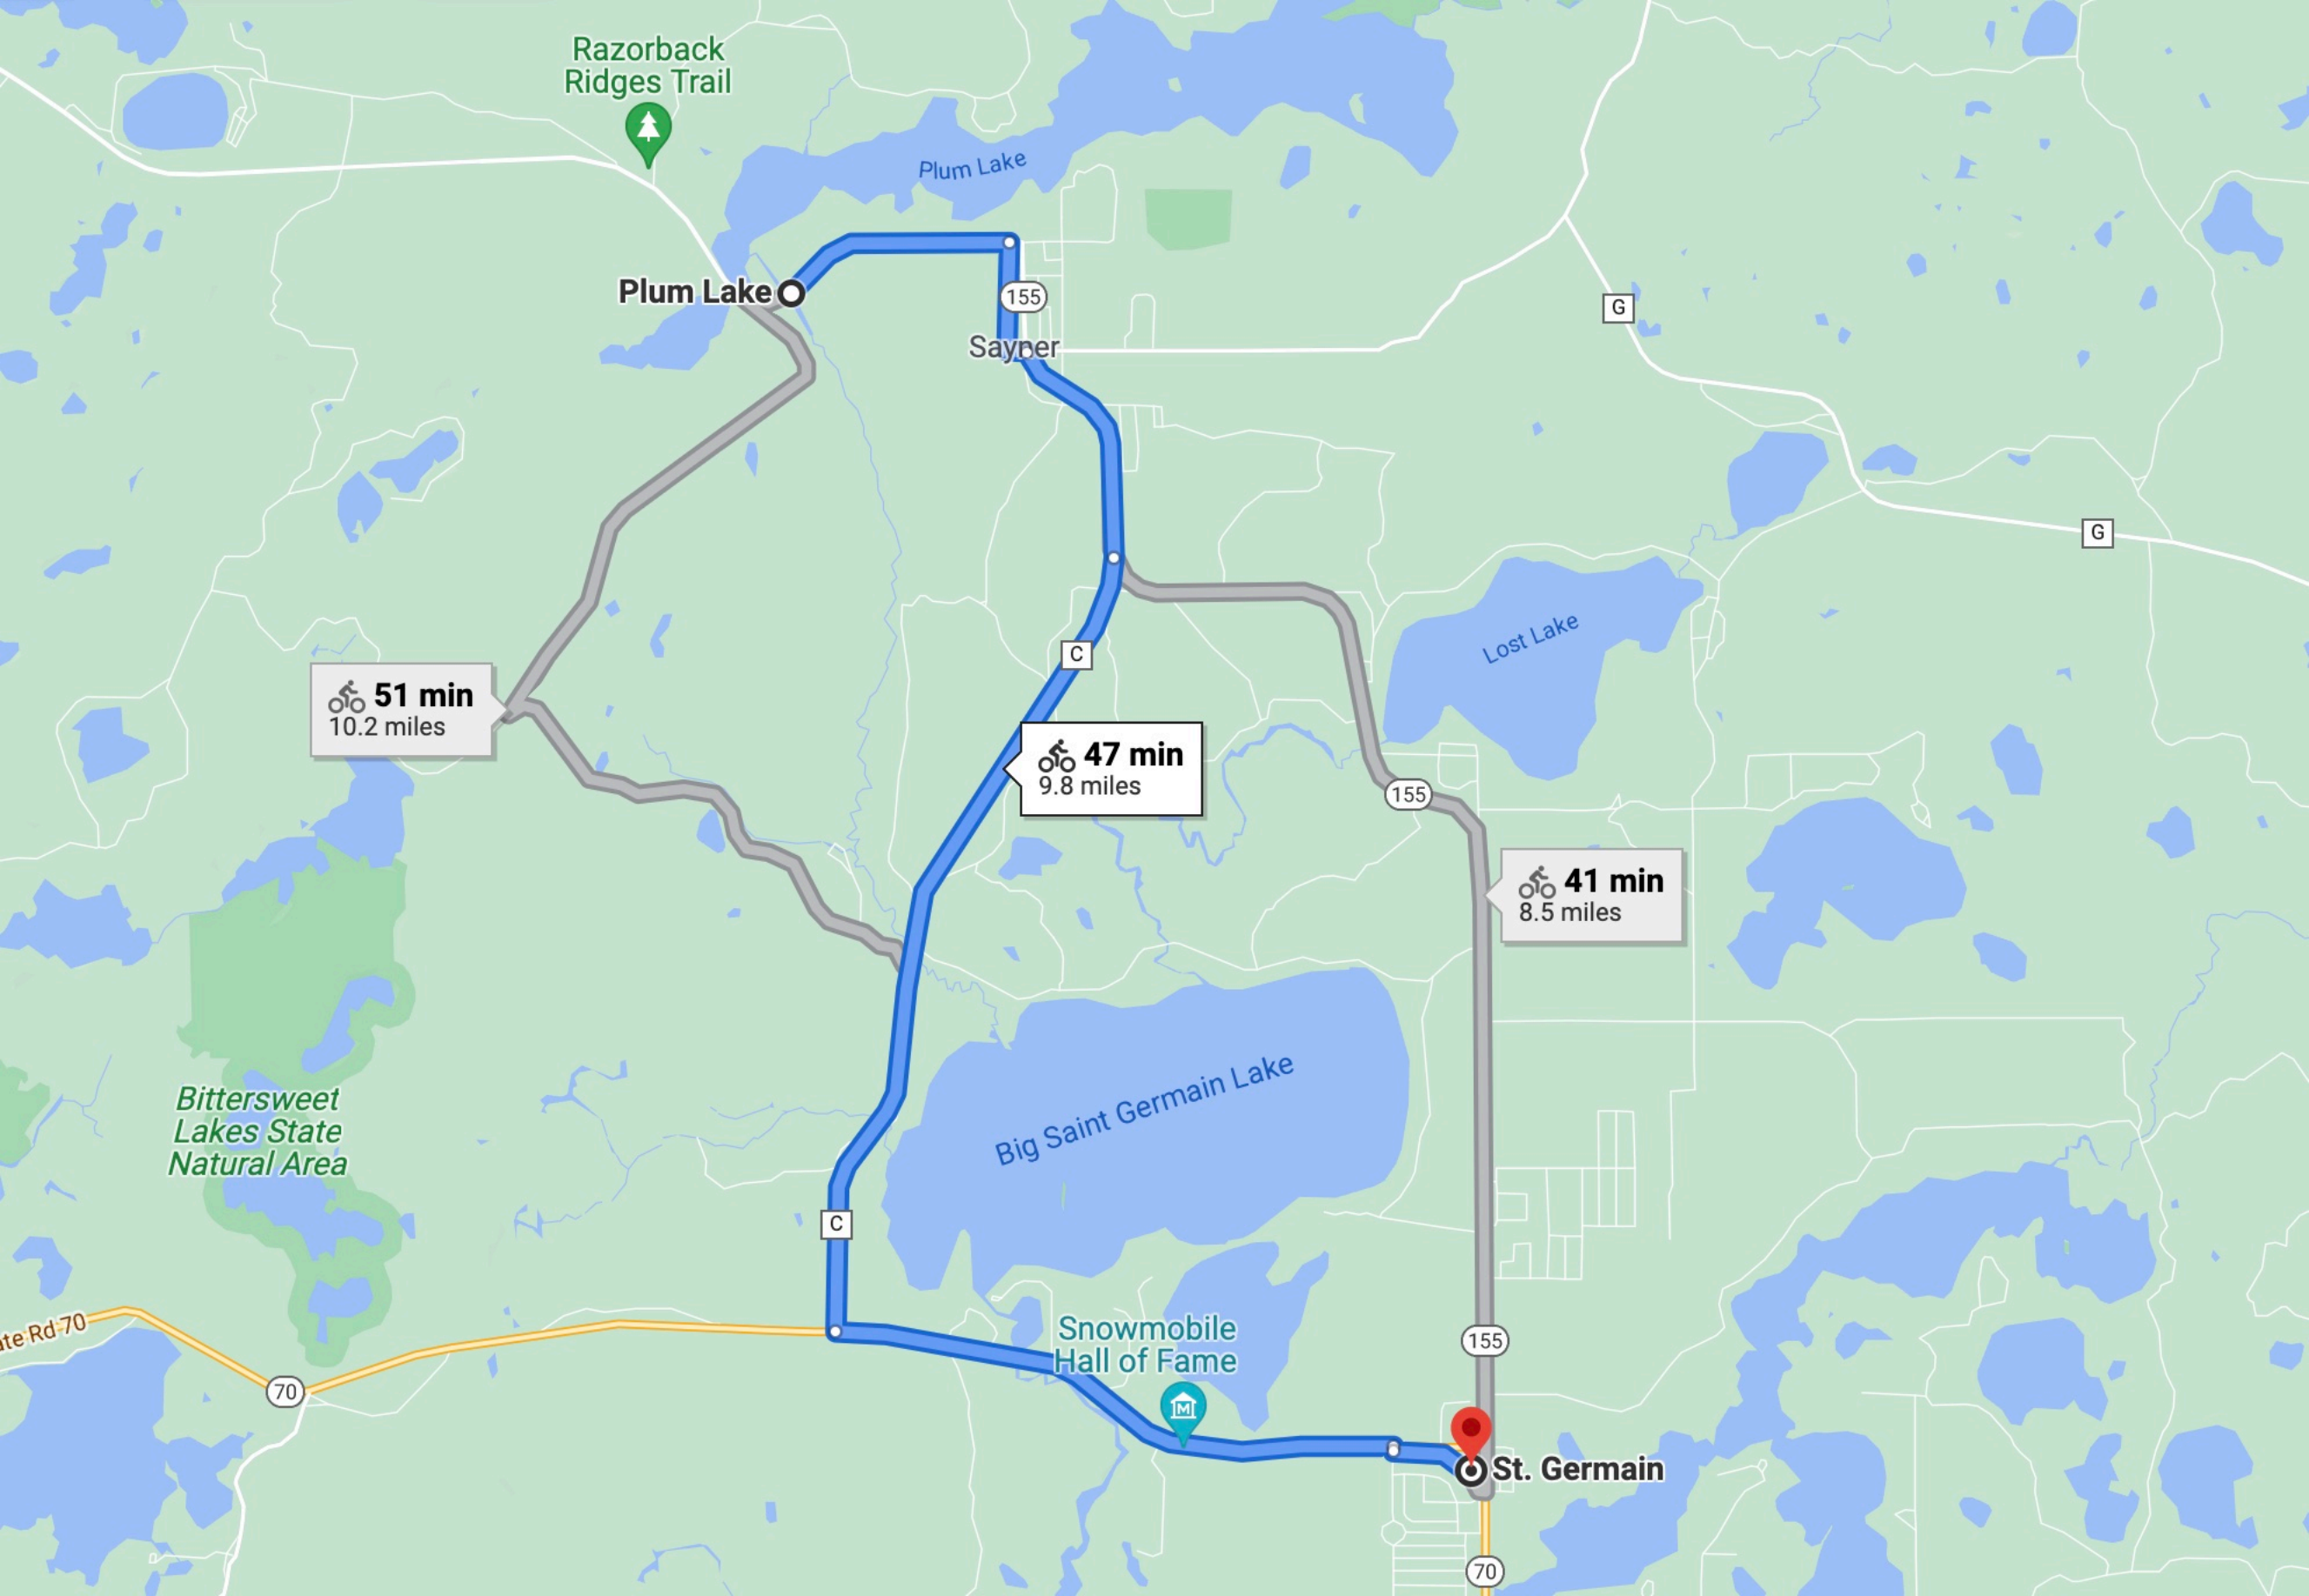 Razorback
Ridges Trail
Plum Lake
Plum Lake
155
Sayner
G
G
Lost Lake
C
51 min
10.2 miles
47 min
9.8 miles
155
41 min
8.5 miles
Big Saint Germain Lake
Bittersweet
Lakes State
Natural Area
C
ate Rd 70
70
Snowmobile
Hall of Fame
M
155
St. Germain
70